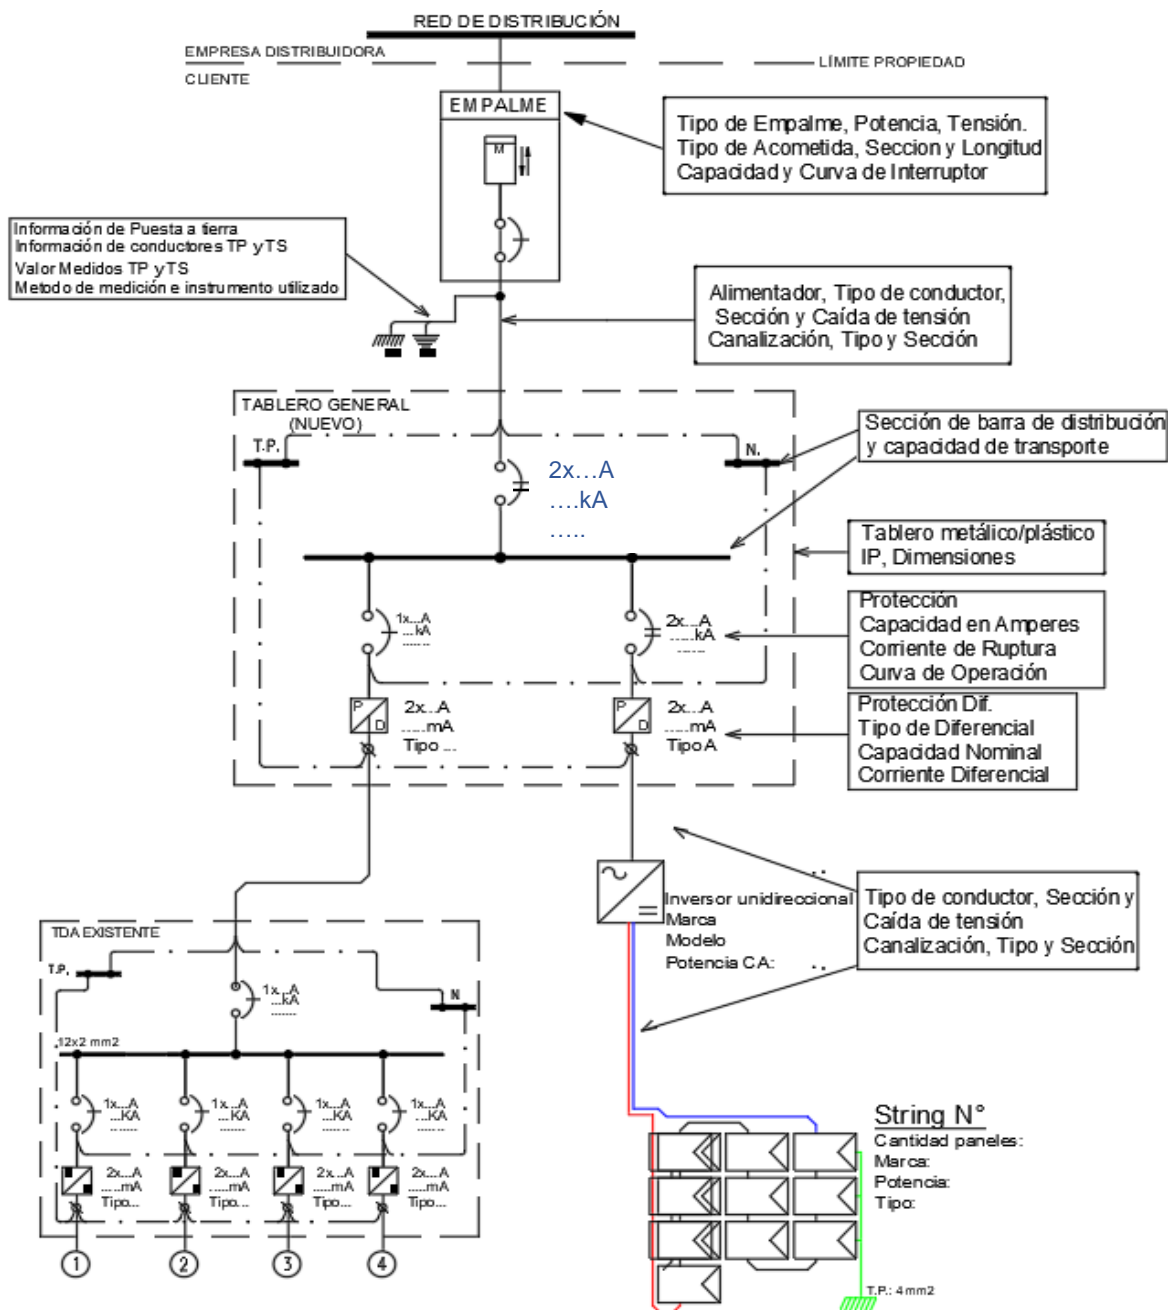 RED DE DISTRIBUCIÓN
EMPRESA DISTRIBUIDORA
LÍMITE PROPIEDAD
CLIENTE
EMPALME
M
Tipo de Empalme, Potencia, Tensión.
Tipo de Acometida, Seccion y Longitud
Capacidad y Curva de Interruptor
Información de Puesta a tierra
Información de conductores TP y TS
Valor Medidos TP y TS
Metodo de medición e instrumento utilizado
Alimentador, Tipo de conductor,
Sección y Caída de tensión
Canalización, Tipo y Sección
TABLERO GENERAL
(NUEVO)
T.P.
N.
2x...A
....kA
.....
Sección de barra de distribución
y capacidad de transporte
Tablero metálico/plástico
IP, Dimensiones
1x...A
...kA
.......
2x...A
.....kA
.......
Protección
Capacidad en Amperes
Corriente de Ruptura
Curva de Operación
P
D
2x...A
.....mA
Tipo ...
P
D
2x...A
.....mA
Tipo A
Protección Dif.
Tipo de Diferencial
Capacidad Nominal
Corriente Diferencial
Inversor unidireccional
Marca
Modelo
Potencia CA:
Tipo de conductor, Sección y
Caída de tensión
Canalización, Tipo y Sección
TDA EXISTENTE
T.P.
N
1x...A
...kA
.......
12x2 mm2
1x...A
...KA
.......
1x...A
...KA
.......
1x...A
...KA
.......
1x...A
...KA
.......
2x...A
.....mA
Tipo...
2x...A
.....mA
Tipo...
2x...A
.....mA
Tipo...
2x...A
.....mA
Tipo...
1
2
3
4
String N°
Cantidad paneles:
Marca:
Potencia:
Tipo:
T.P.: 4mm2